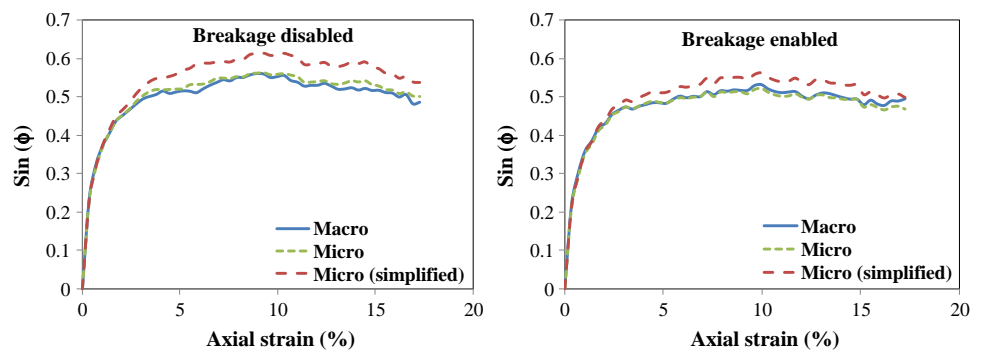 Breakage disabled
Sin (ϕ)
0.7
0.6
0.5
0.4
0.3
0.2
0.1
0
Macro
Micro
Micro (simplified)
0 5 10 15 20
Axial strain (%)
Breakage enabled
Sin (ϕ)
0.7
0.6
0.5
0.4
0.3
0.2
0.1
0
Macro
Micro
Micro (simplified)
0 5 10 15 20
Axial strain (%)